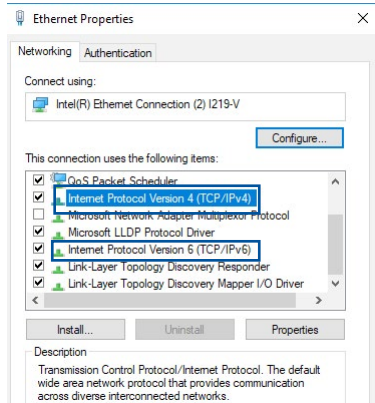 Ethernet Properties
Networking
Authentication
Connect using:
Intel(R) Ethernet Connection (2) I219-V
Configure...
This connection uses the following items:
QoS Packet Scheduler
Internet Protocol Version 4 (TCP/IPv4)
Microsoft Network Adapter Multiplexor Protocol
Microsoft LLDP Protocol Driver
Internet Protocol Version 6 (TCP/IPv6)
Link-Layer Topology Discovery Responder
Link-Layer Topology Discovery Mapper I/O Driver
Install...
Uninstall
Properties
Description
Transmission Control Protocol/Internet Protocol. The default
wide area network protocol that provides communication
across diverse interconnected networks.